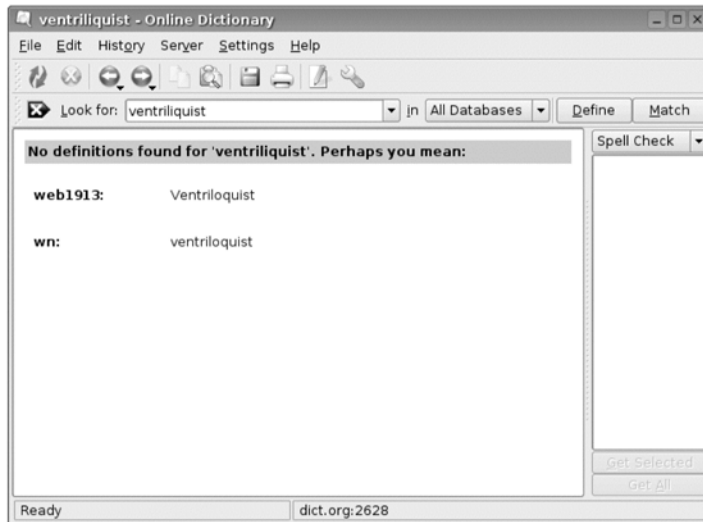 ventriliquist - Online Dictionary
File Edit History Server Settings Help
Look for: ventriliquist in All Databases Define Match
No definitions found for 'ventriliquist'. Perhaps you mean:
Spell Check
web1913: Ventriloquist
wn: ventriloquist
Get Selected
Get All
Ready dict.org:2628